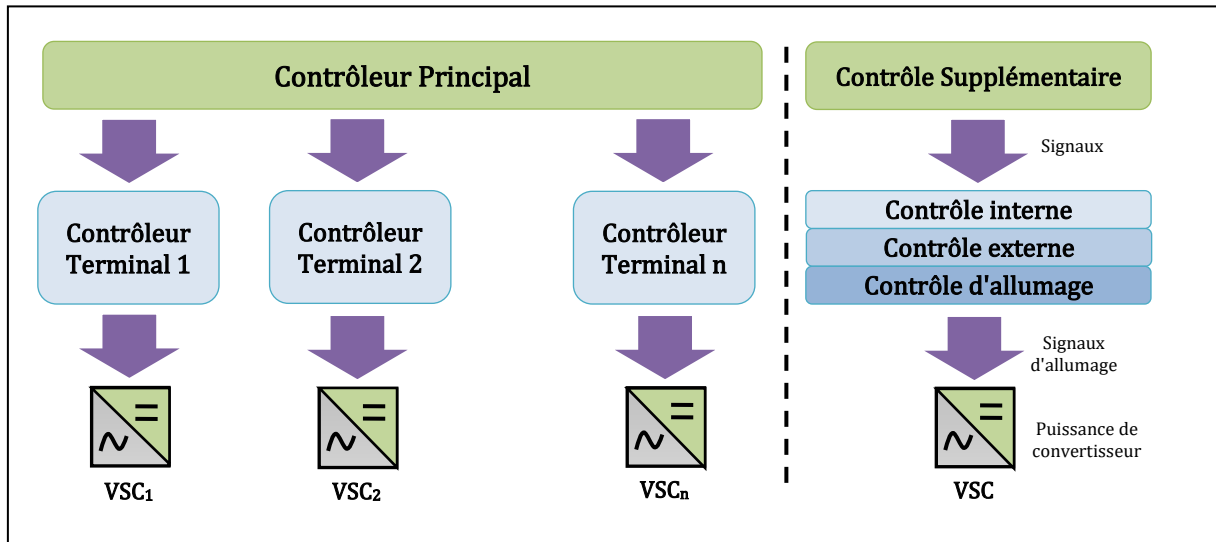 Contrôleur Principal
Contrôleur
Terminal 1
Contrôleur
Terminal 2
Contrôleur
Terminal n
VSC₁
VSC₂
VSCₙ
Contrôle Supplémentaire
Signaux
Contrôle interne
Contrôle externe
Contrôle d'allumage
Signaux
d'allumage
Puissance de
convertisseur
VSC